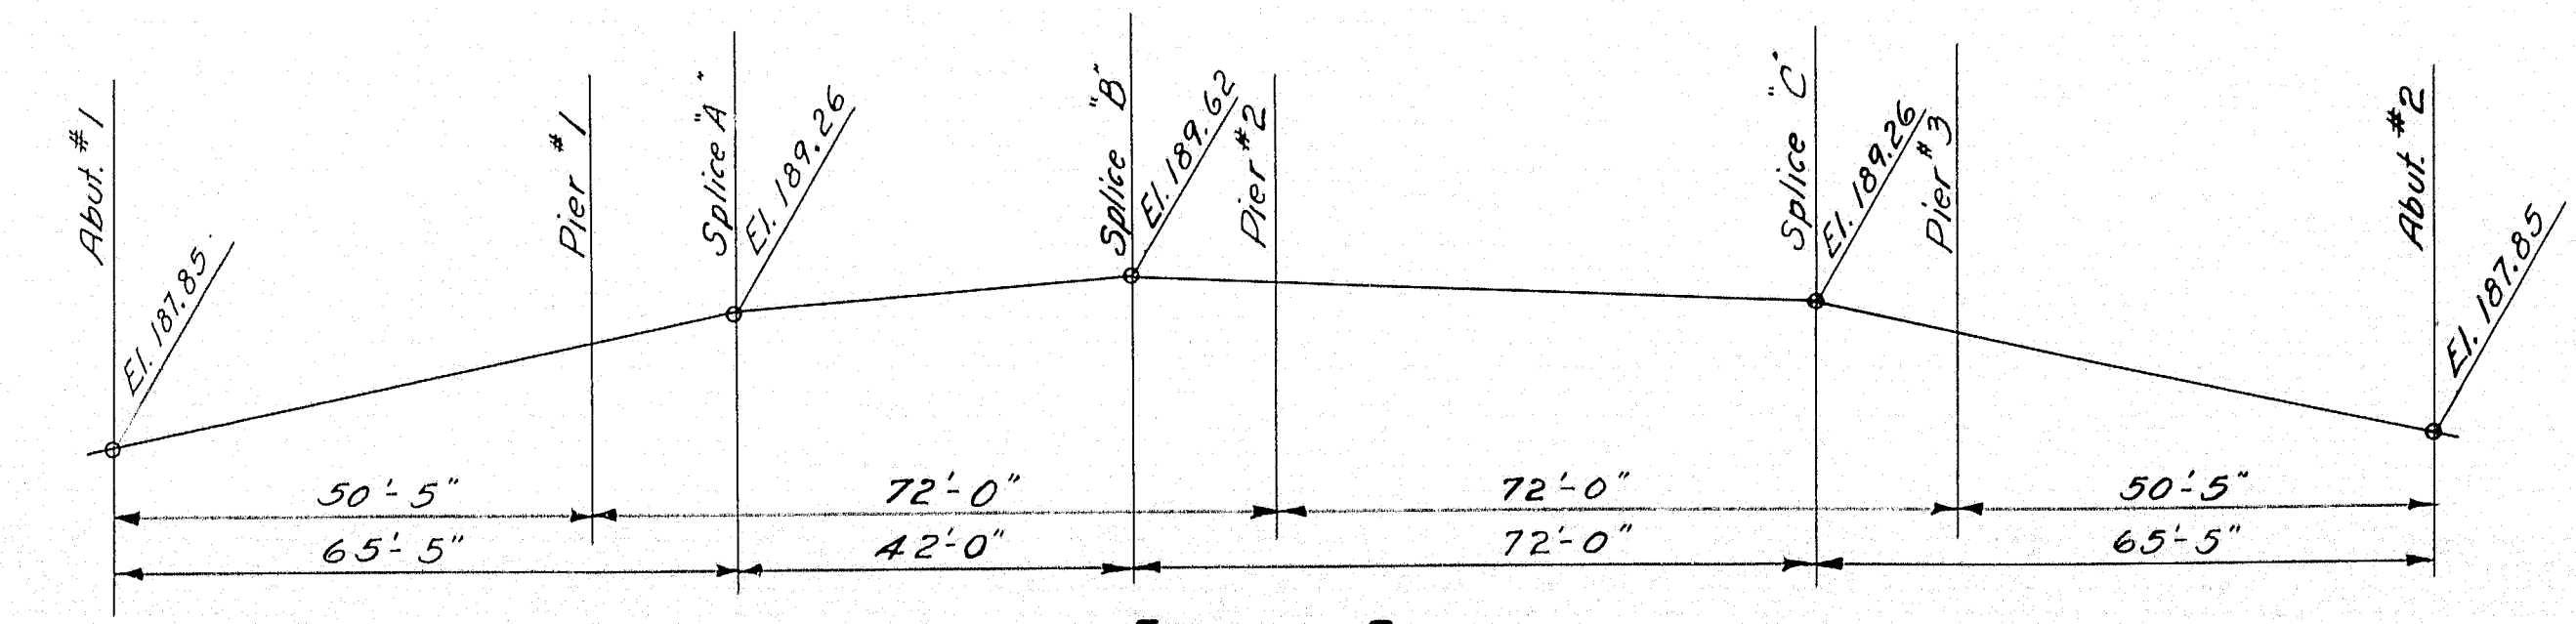 Abut. #1
El. 187.85
Pier #1
Splice "A"
El. 189.26
Splice "B"
El. 189.62
Pier #2
Splice "C"
El. 189.26
Pier #3
Abut. #2
El. 187.85
50'-5"
72'-0"
72'-0"
50'-5"
65'-5"
42'-0"
72'-0"
65'-5"